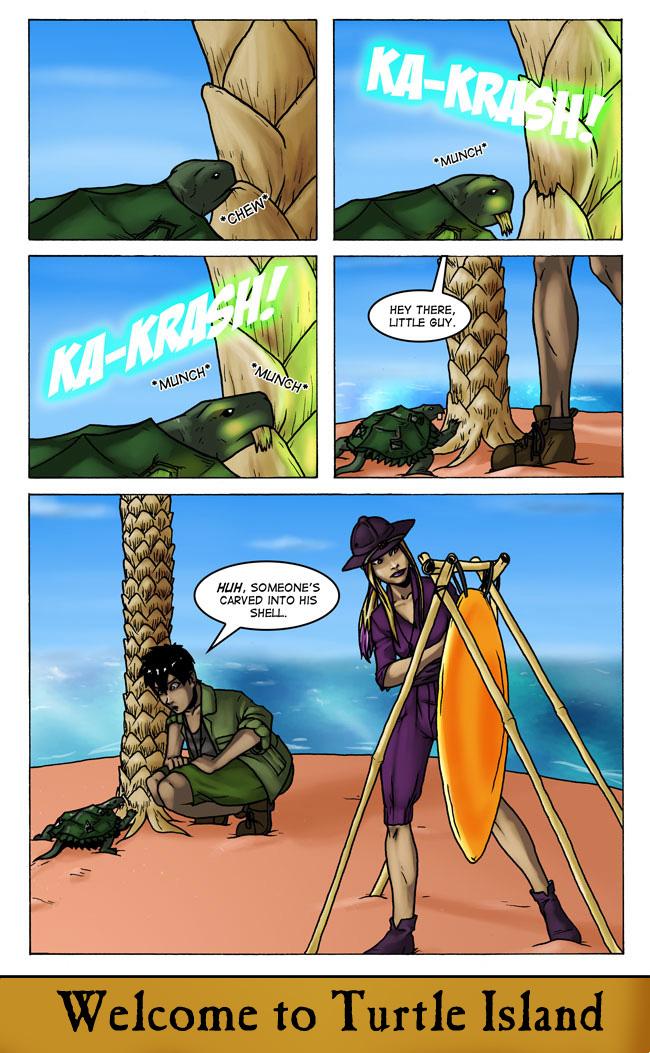 *CHEW*
KA-KRASH!
*MUNCH*
KA-KRASH!
*MUNCH*
*MUNCH*
HEY THERE,
LITTLE GUY.
HUH, SOMEONE'S
CARVED INTO HIS
SHELL.
Welcome to Turtle Island